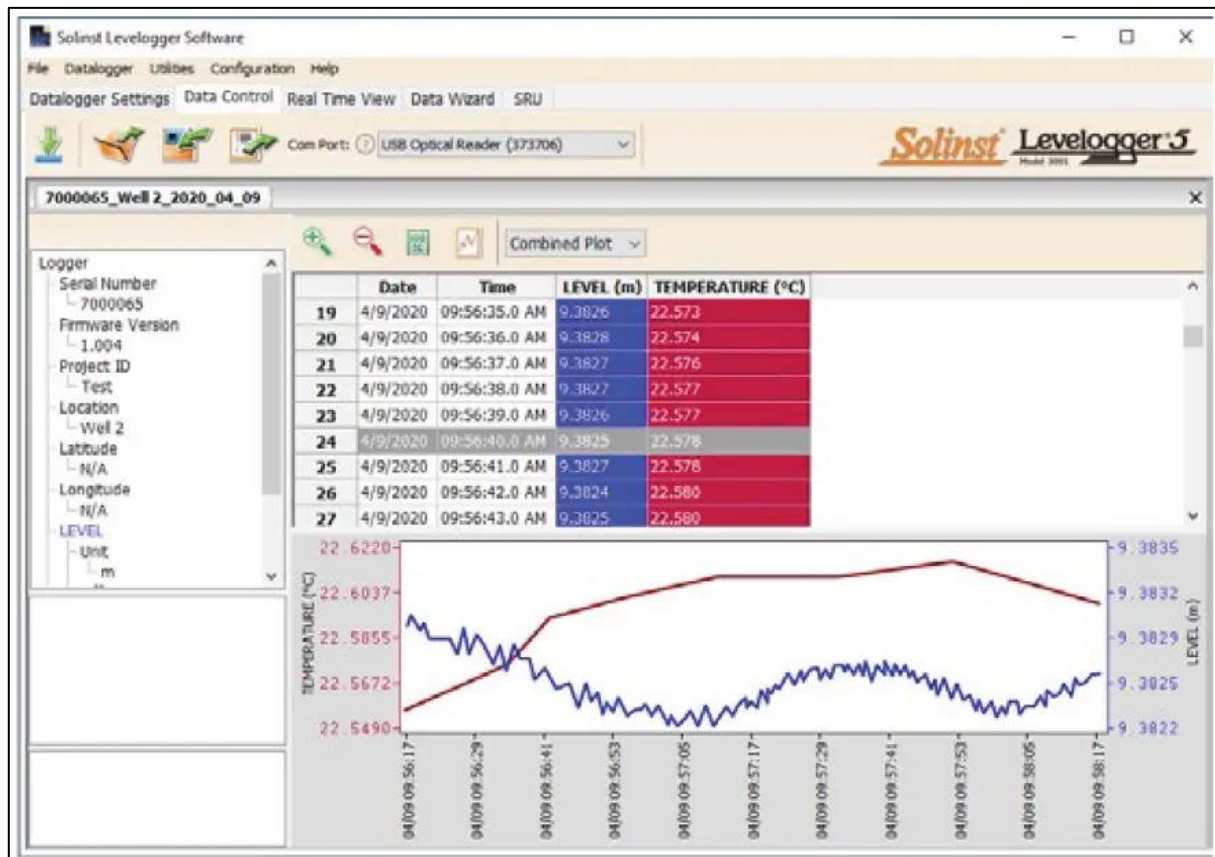 Solinst Levelogger Software
File Datalogger Utilities Configuration Help
Datalogger Settings Data Control Real Time View Data Wizard SRU
Com Port: ? USB Optical Reader (373706)
Solinst Levelogger 5
Model 3001
7000065_Well 2_2020_04_09
Combined Plot
Logger
Serial Number
7000065
Firmware Version
1.004
Project ID
Test
Location
Well 2
Latitude
N/A
Longitude
N/A
LEVEL
Unit
m
Date Time LEVEL (m) TEMPERATURE (°C)
19 4/9/2020 09:56:35.0 AM 9.3826 22.573
20 4/9/2020 09:56:36.0 AM 9.3828 22.574
21 4/9/2020 09:56:37.0 AM 9.3827 22.576
22 4/9/2020 09:56:38.0 AM 9.3827 22.577
23 4/9/2020 09:56:39.0 AM 9.3826 22.577
24 4/9/2020 09:56:40.0 AM 9.3825 22.578
25 4/9/2020 09:56:41.0 AM 9.3827 22.578
26 4/9/2020 09:56:42.0 AM 9.3824 22.580
27 4/9/2020 09:56:43.0 AM 9.3825 22.580
TEMPERATURE (°C)
22.6220
22.6037
22.5855
22.5672
22.5490
9.3835
9.3832
9.3829
9.3825
9.3822
LEVEL (m)
04/09 09:56:17
04/09 09:56:29
04/09 09:56:41
04/09 09:56:53
04/09 09:57:05
04/09 09:57:17
04/09 09:57:29
04/09 09:57:41
04/09 09:57:53
04/09 09:58:05
04/09 09:58:17